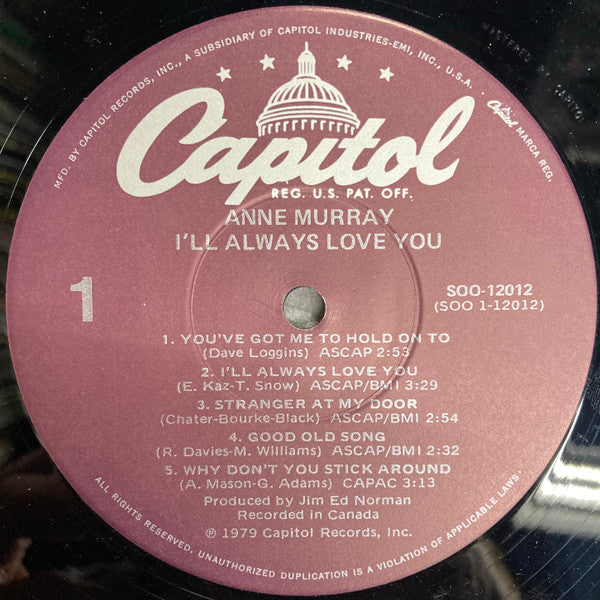 MFD. BY CAPITOL RECORDS, INC., A SUBSIDIARY OF CAPITOL INDUSTRIES-EMI, INC., U.S.A. • Capitol MARCA REG.
Capitol
REG. U.S. PAT. OFF.
ANNE MURRAY
I'LL ALWAYS LOVE YOU
1
SOO-12012
(SOO 1-12012)
1. YOU'VE GOT ME TO HOLD ON TO
(Dave Loggins) ASCAP 2:53
2. I'LL ALWAYS LOVE YOU
(E. Kaz-T. Snow) ASCAP/BMI 3:29
3. STRANGER AT MY DOOR
(Chater-Bourke-Black) ASCAP/BMI 2:54
4. GOOD OLD SONG
(R. Davies-M. Williams) ASCAP/BMI 2:32
5. WHY DON'T YOU STICK AROUND
(A. Mason-G. Adams) CAPAC 3:13
Produced by Jim Ed Norman
Recorded in Canada
℗ 1979 Capitol Records, Inc.
ALL RIGHTS RESERVED. UNAUTHORIZED DUPLICATION IS A VIOLATION OF APPLICABLE LAWS.
MASTERED BY CAPITOL